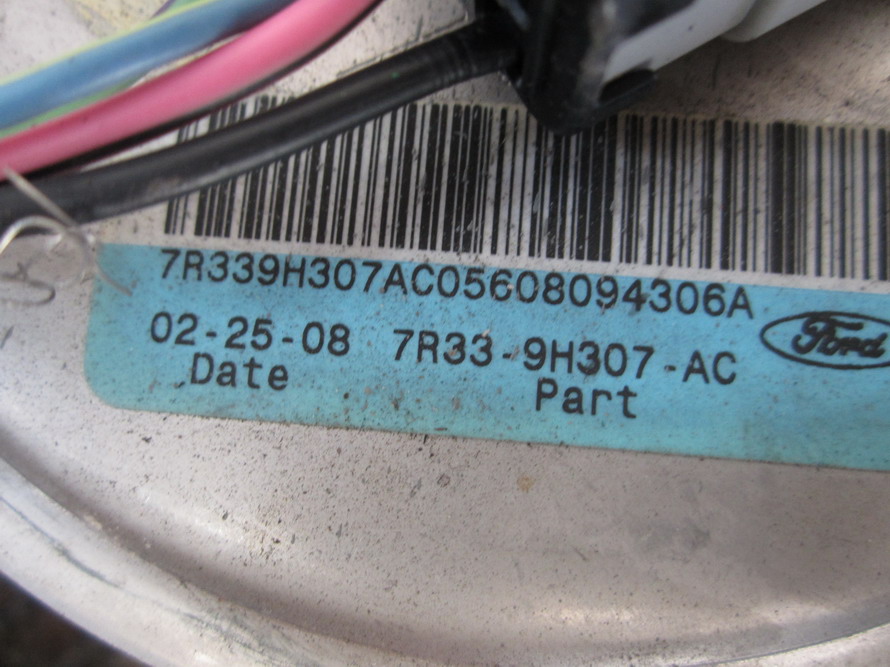 7R339H307AC05608094306A
02-25-08 7R33-9H307-AC Ford
Date Part